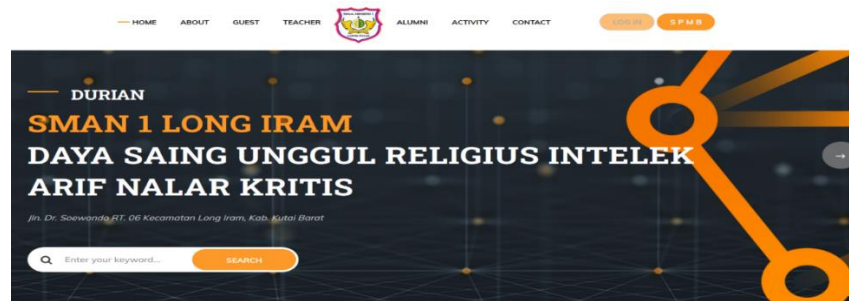 HOME ABOUT GUEST TEACHER ALUMNI ACTIVITY CONTACT LOG IN S P M B
DURIAN
SMAN 1 LONG IRAM
DAYA SAING UNGGUL RELIGIUS INTELEK
ARIF NALAR KRITIS
Jln. Dr. Soewondo RT. 06 Kecamatan Long Iram, Kab. Kutai Barat
Enter your keyword... SEARCH